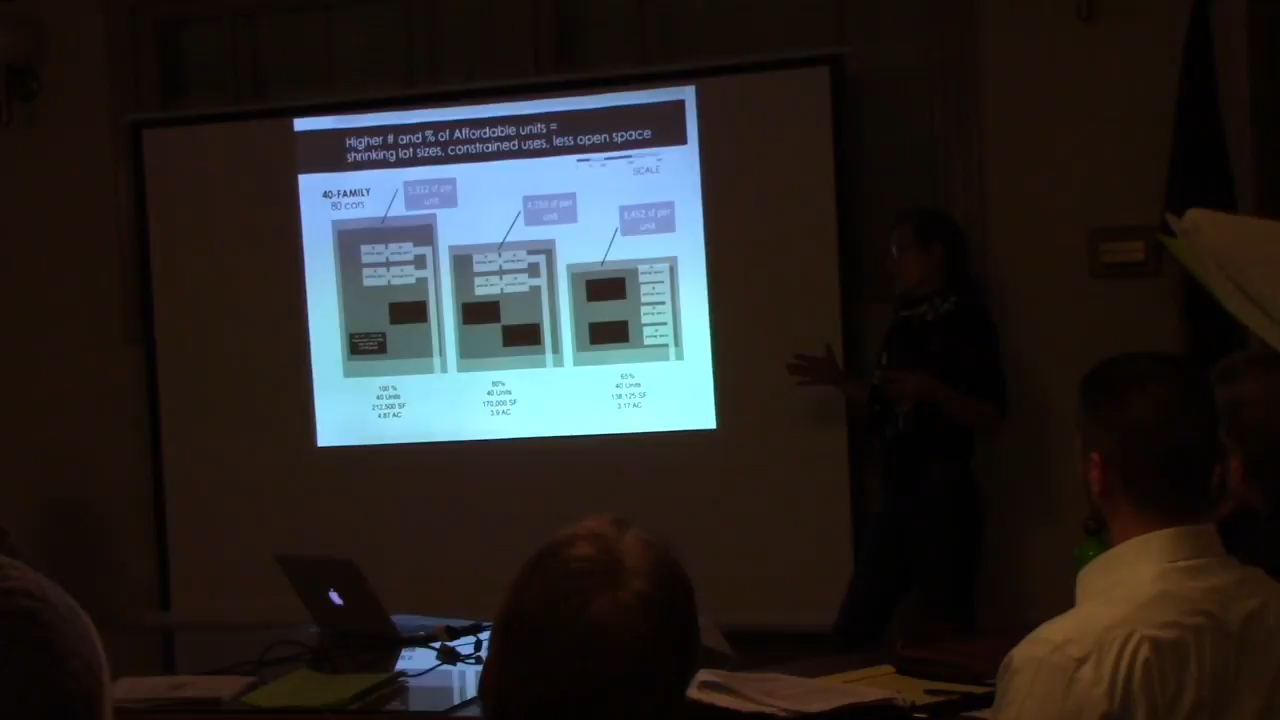 Higher # and % of Affordable units =
shrinking lot sizes, constrained uses, less open space
SCALE
40-FAMILY
80 cars
5,312 sf per
unit
4,250 sf per
unit
3,452 sf per
unit
100 %
40 Units
212,500 SF
4.87 AC
80%
40 Units
170,000 SF
3.9 AC
65%
40 Units
138,125 SF
3.17 AC